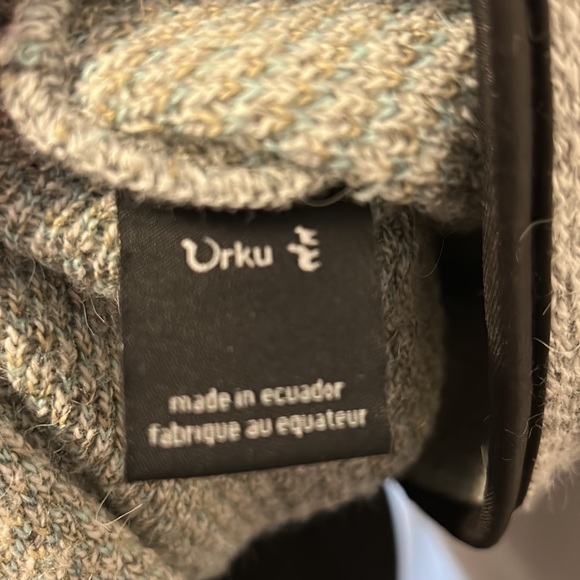 Urku
made in ecuador
fabrique au equateur